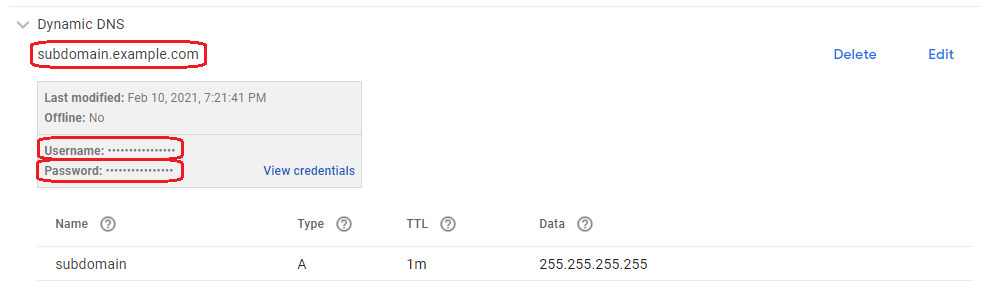 Dynamic DNS
subdomain.example.com Delete Edit
Last modified: Feb 10, 2021, 7:21:41 PM
Offline: No
Username: ••••••••••••••••
Password: ••••••••••••••••
View credentials
Name ? Type ? TTL ? Data ?
subdomain A 1m 255.255.255.255